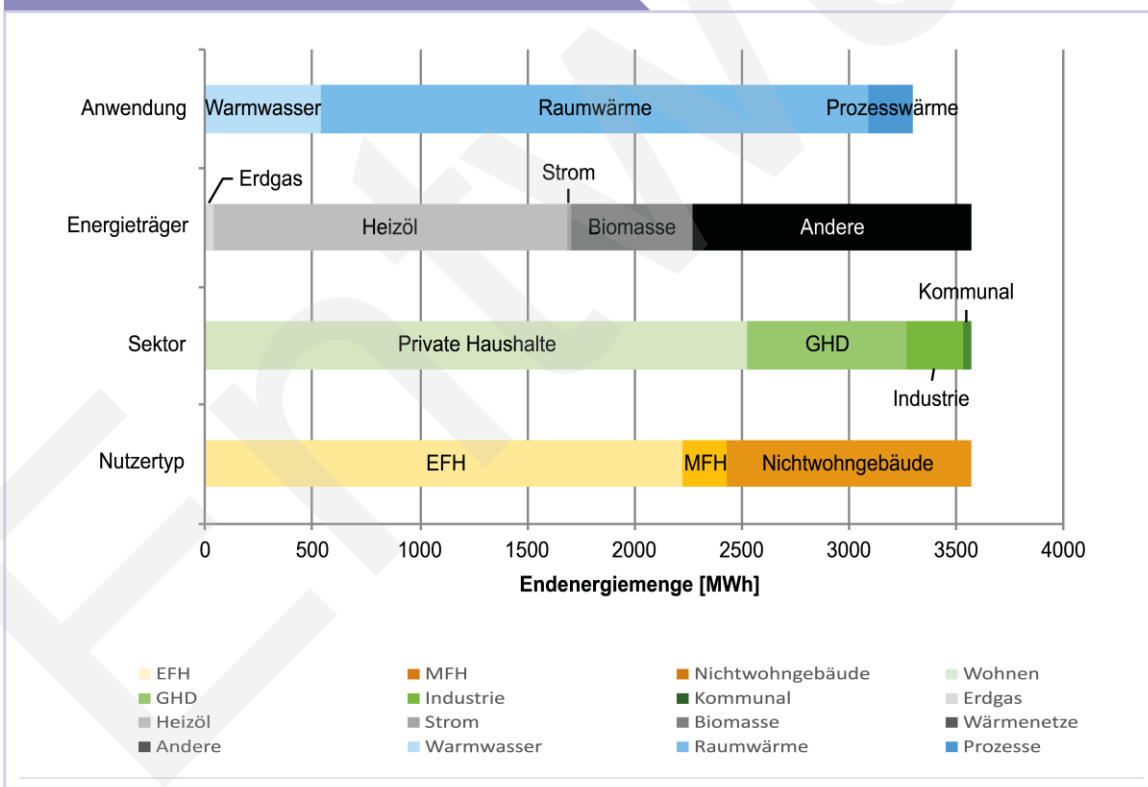 Anwendung Warmwasser Raumwärme Prozesswärme
Erdgas Strom
Energieträger Heizöl Biomasse Andere
Kommunal
Sektor Private Haushalte GHD
Industrie
Nutzertyp EFH MFH Nichtwohngebäude
0 500 1000 1500 2000 2500 3000 3500 4000
Endenergiemenge [MWh]
EFH MFH Nichtwohngebäude Wohnen
GHD Industrie Kommunal Erdgas
Heizöl Strom Biomasse Wärmenetze
Andere Warmwasser Raumwärme Prozesse
Entwu